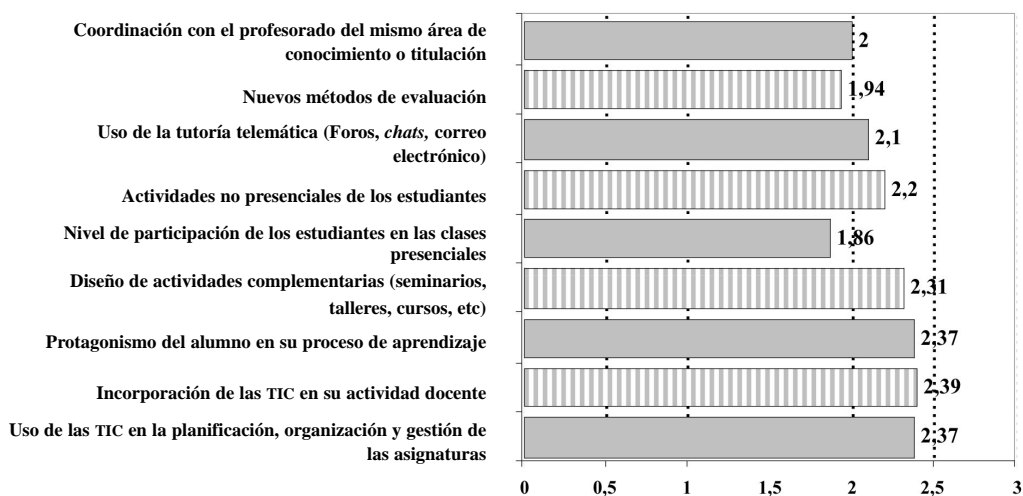 Coordinación con el profesorado del mismo área de
conocimiento o titulación
2
Nuevos métodos de evaluación
1,94
Uso de la tutoría telemática (Foros, chats, correo
electrónico)
2,1
Actividades no presenciales de los estudiantes
2,2
Nivel de participación de los estudiantes en las clases
presenciales
1,86
Diseño de actividades complementarias (seminarios,
talleres, cursos, etc)
2,31
Protagonismo del alumno en su proceso de aprendizaje
2,37
Incorporación de las TIC en su actividad docente
2,39
Uso de las TIC en la planificación, organización y gestión de
las asignaturas
2,37
0 0,5 1 1,5 2 2,5 3